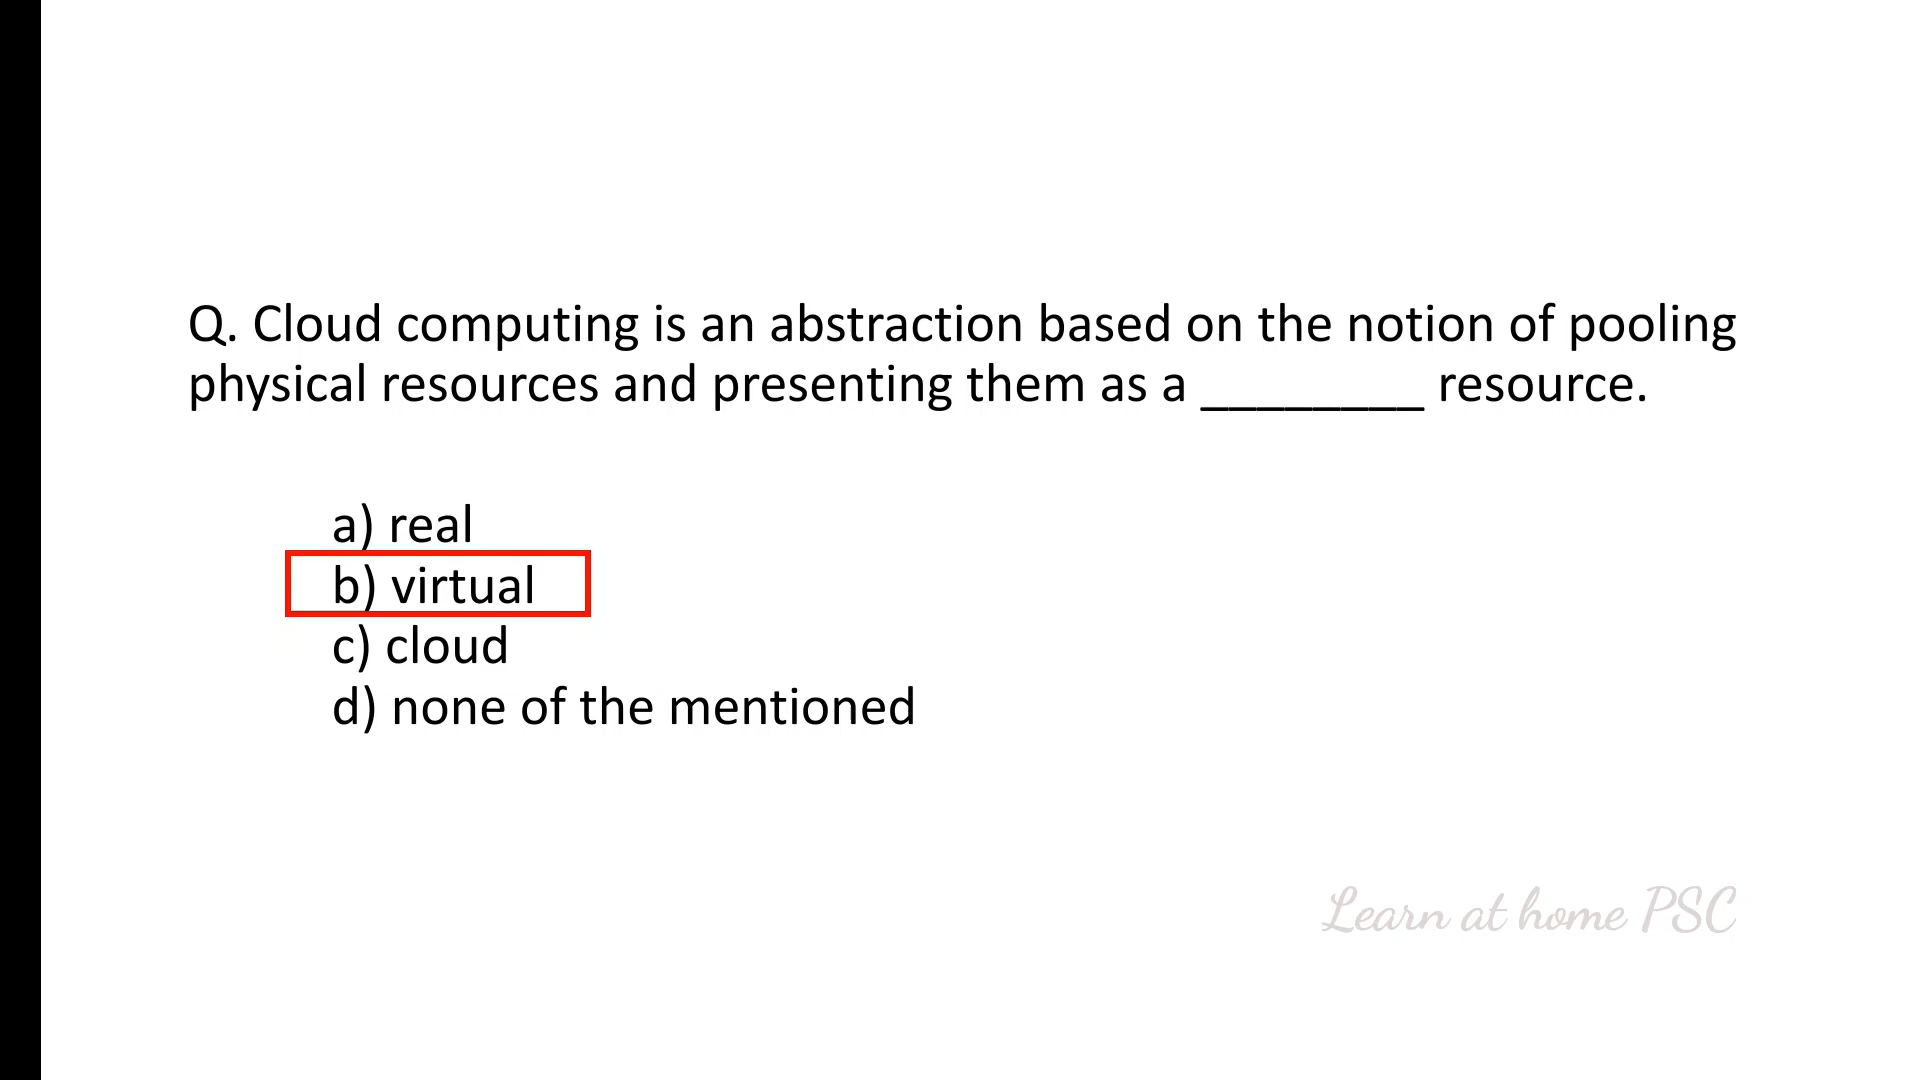 Q. Cloud computing is an abstraction based on the notion of pooling
physical resources and presenting them as a ________ resource.
a) real
b) virtual
c) cloud
d) none of the mentioned
Learn at home PSC